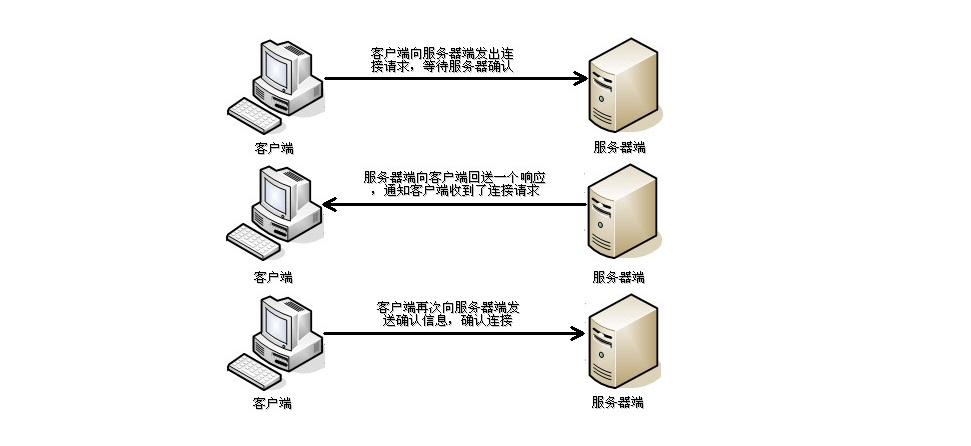 客户端向服务器端发出连
接请求，等待服务器确认
客户端
服务器端
服务器端向客户端回送一个响应
，通知客户端收到了连接请求
客户端
服务器端
客户端再次向服务器端发
送确认信息，确认连接
客户端
服务器端